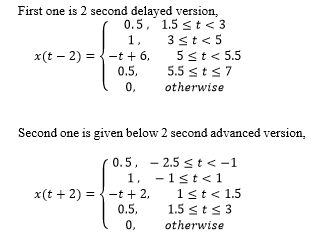 First one is 2 second delayed version,
0.5, 1.5 ≤ t < 3
1, 3 ≤ t < 5
x(t − 2) = { −t + 6, 5 ≤ t < 5.5
0.5, 5.5 ≤ t ≤ 7
0, otherwise
Second one is given below 2 second advanced version,
0.5, − 2.5 ≤ t < −1
1, − 1 ≤ t < 1
x(t + 2) = { −t + 2, 1 ≤ t < 1.5
0.5, 1.5 ≤ t ≤ 3
0, otherwise